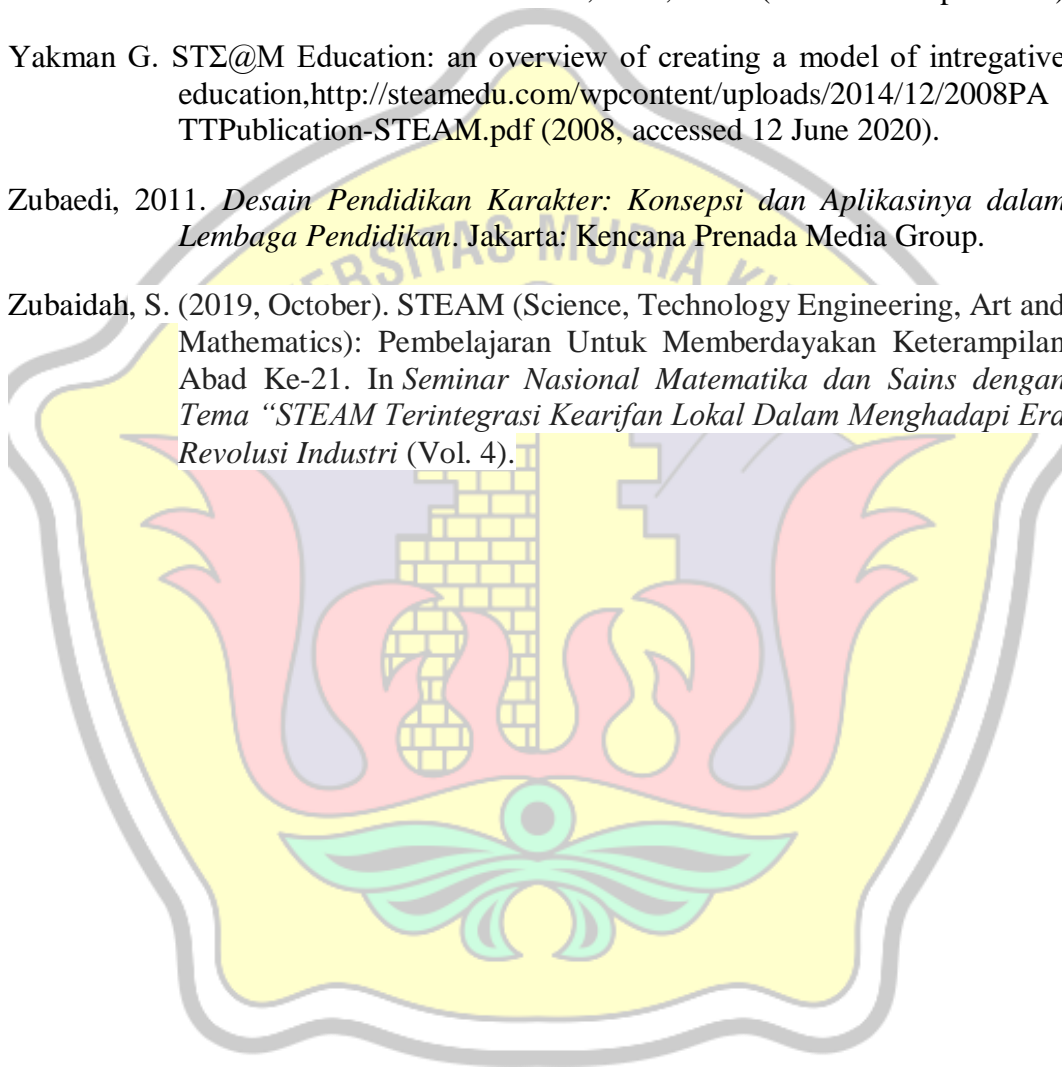 Yakman G. STΣ@M Education: an overview of creating a model of intregative
education,http://steamedu.com/wpcontent/uploads/2014/12/2008PA
TTPublication-STEAM.pdf (2008, accessed 12 June 2020).
Zubaedi, 2011. Desain Pendidikan Karakter: Konsepsi dan Aplikasinya dalam
Lembaga Pendidikan. Jakarta: Kencana Prenada Media Group.
MURIA
Zubaidah, S. (2019, October). STEAM (Science, Technology Engineering, Art and
Mathematics): Pembelajaran Untuk Memberdayakan Keterampilan
Abad Ke-21. In Seminar Nasional Matematika dan Sains dengan
Tema “STEAM Terintegrasi Kearifan Lokal Dalam Menghadapi Era
Revolusi Industri (Vol. 4).